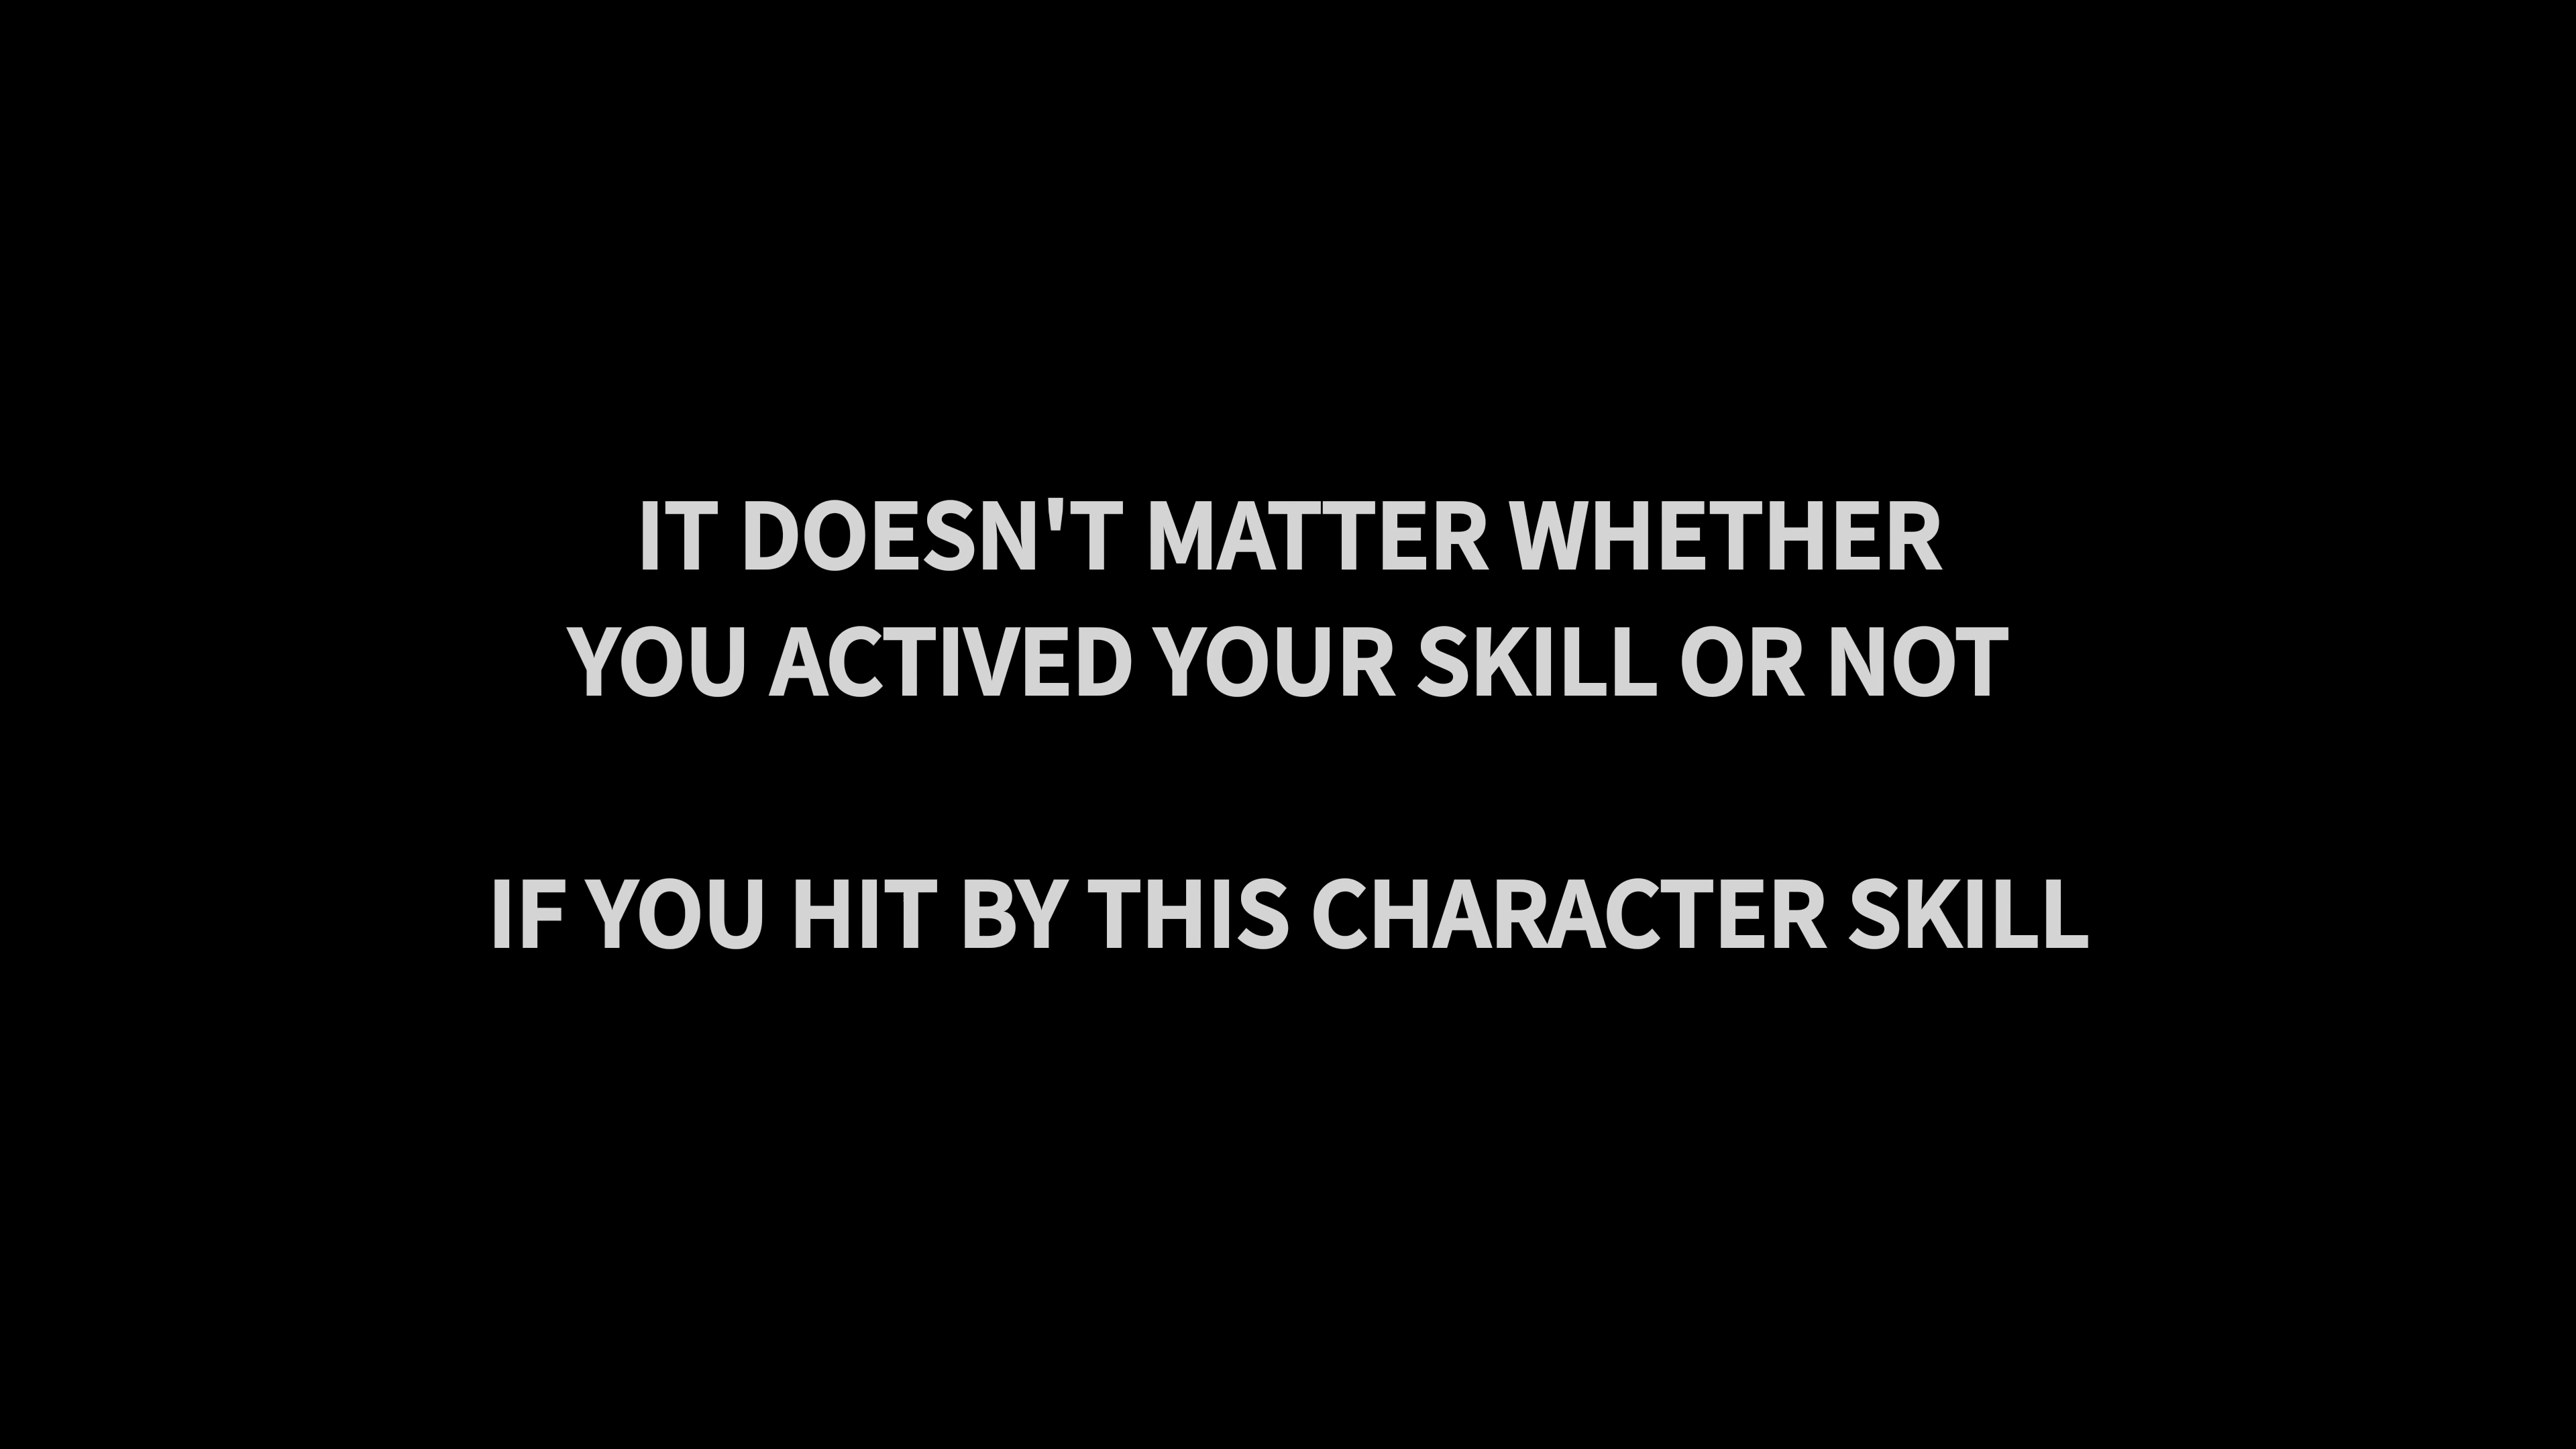 IT DOESN'T MATTER WHETHER
YOU ACTIVED YOUR SKILL OR NOT
IF YOU HIT BY THIS CHARACTER SKILL